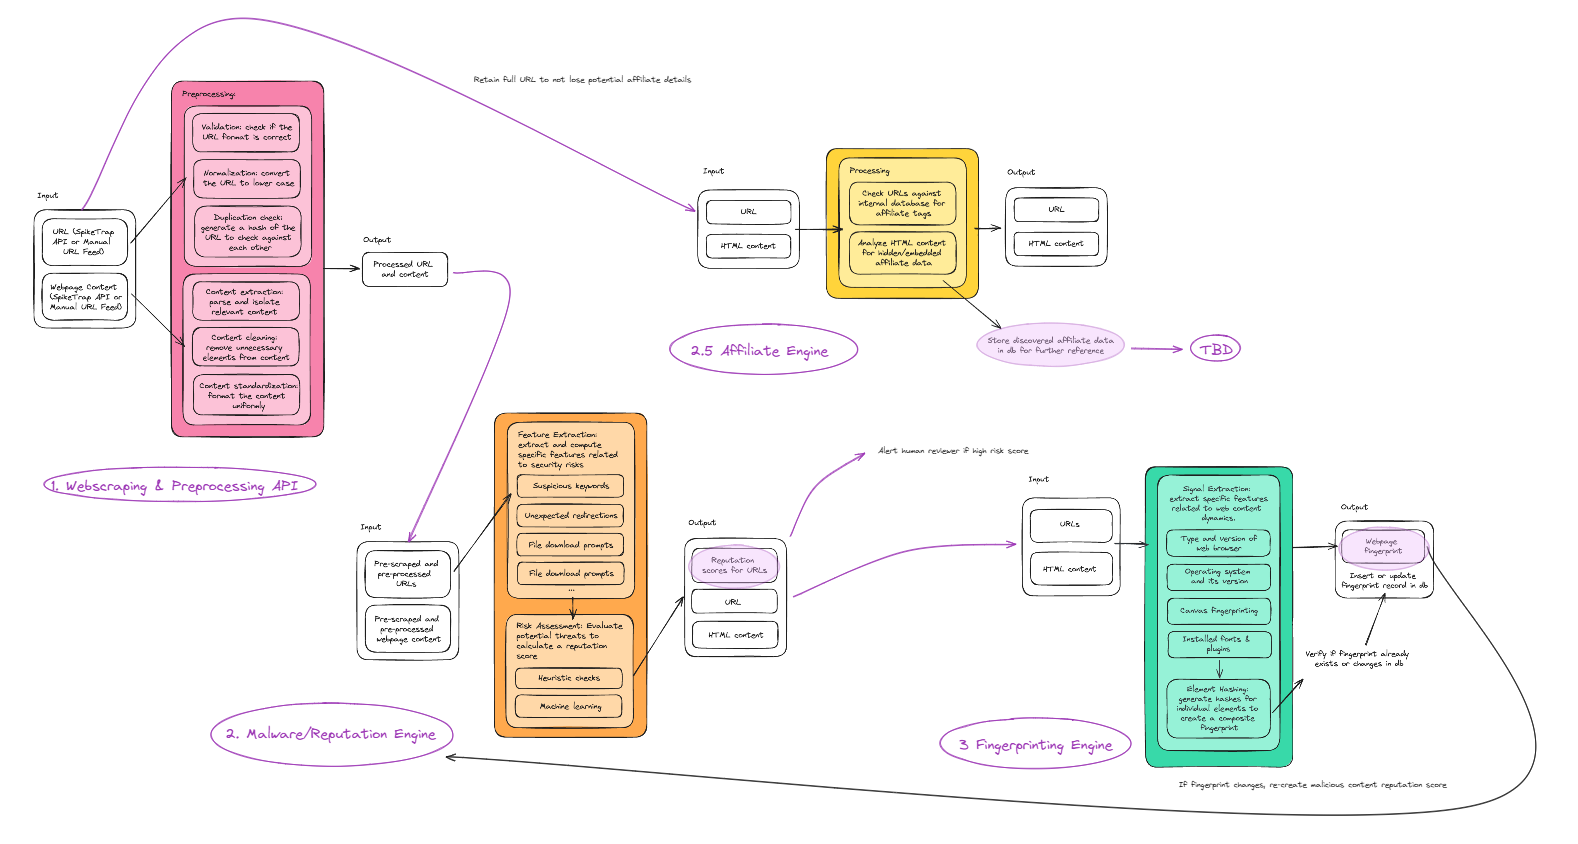 Retain full URL to not lose potential affiliate details
Preprocessing:
Validation: check if the
URL format is correct
Normalization: convert
the URL to lower case
Duplication check:
generate a hash of the
URL to check against
each other
Content extraction:
parse and isolate
relevant content
Content cleaning:
remove unnecessary
elements from content
Content standardization:
format the content
uniformly
Input
URL (SpikeTrap
API or Manual
URL Feed)
Webpage Content
(SpikeTrap API or
Manual URL Feed)
Output
Processed URL
and content
1. Webscraping & Preprocessing API
Input
URL
HTML content
Processing
Check URLs against
internal database for
affiliate tags
Analyze HTML content
for hidden/embedded
affiliate data
Output
URL
HTML content
2.5 Affiliate Engine
Store discovered affiliate data
in db for further reference
TBD
Input
Pre-scraped and
pre-processed
URLs
Pre-scraped and
pre-processed
webpage content
Feature Extraction:
extract and compute
specific features related
to security risks
Suspicious keywords
Unexpected redirections
File download prompts
File download prompts
...
Risk Assessment: Evaluate
potential threats to
calculate a reputation
score
Heuristic checks
Machine learning
Output
Reputation
scores for URLs
URL
HTML content
Alert human reviewer if high risk score
2. Malware/Reputation Engine
Input
URLs
HTML content
Signal Extraction:
extract specific features
related to web content
dynamics.
Type and version of
web browser
Operating system
and its version
Canvas fingerprinting
Installed fonts &
plugins
Element Hashing:
generate hashes for
individual elements to
create a composite
fingerprint
Output
Webpage
fingerprint
Insert or update
fingerprint record in db
Verify if fingerprint already
exists or changes in db
3 Fingerprinting Engine
If fingerprint changes, re-create malicious content reputation score